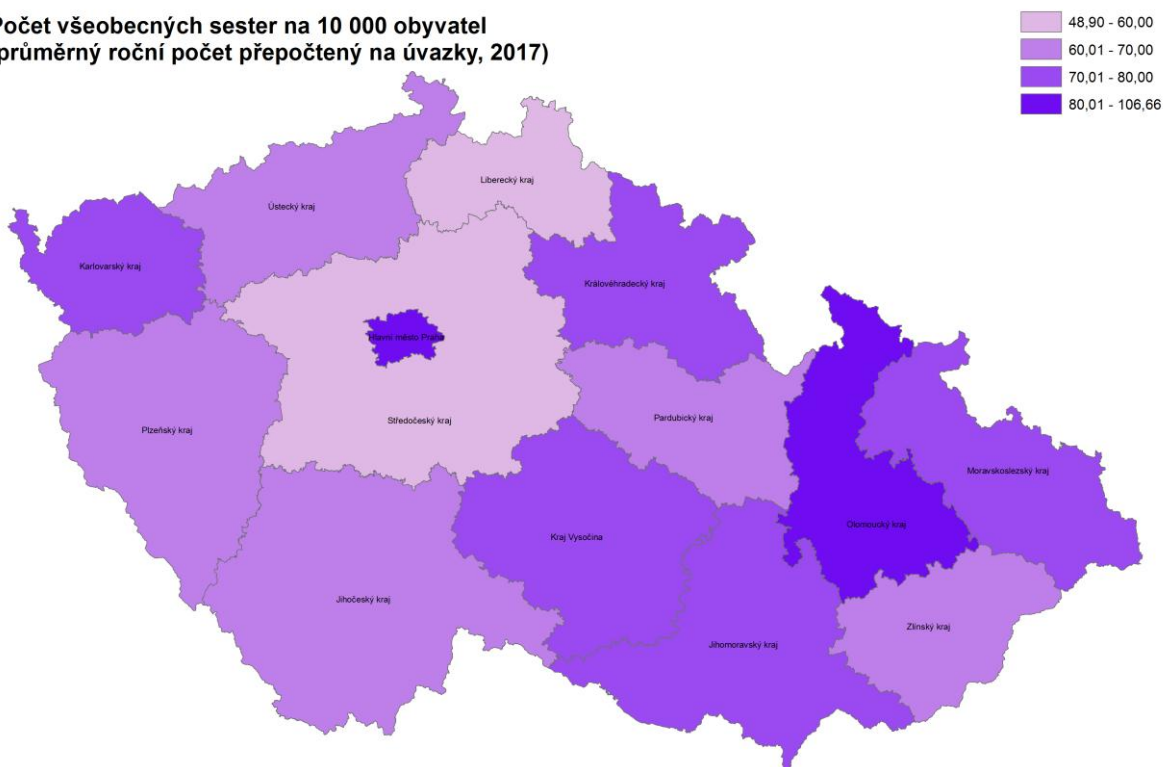 Počet všeobecných sester na 10 000 obyvatel
(průměrný roční počet přepočtený na úvazky, 2017)
48,90 - 60,00
60,01 - 70,00
70,01 - 80,00
80,01 - 106,66
Liberecký kraj
Ústecký kraj
Karlovarský kraj
Královéhradecký kraj
Hlavní město Praha
Středočeský kraj
Pardubický kraj
Plzeňský kraj
Moravskoslezský kraj
Olomoucký kraj
Kraj Vysočina
Jihočeský kraj
Zlínský kraj
Jihomoravský kraj